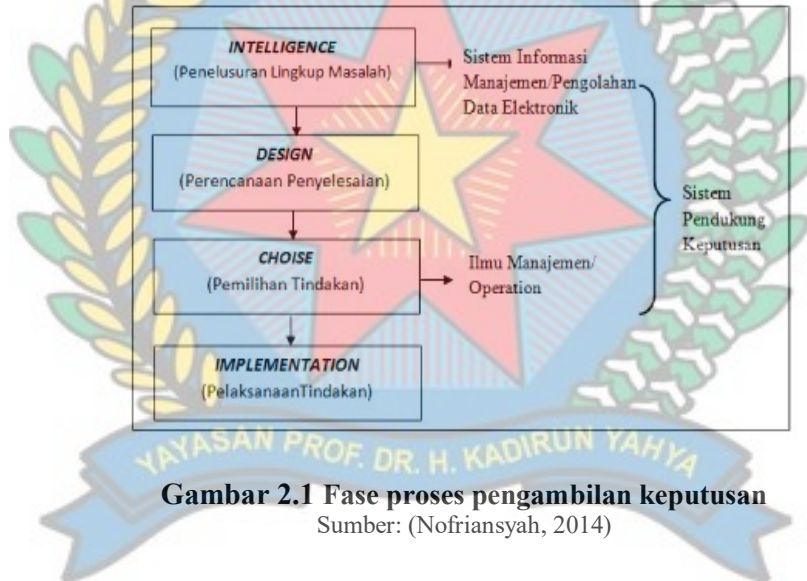 INTELLIGENCE
(Penelusuran Lingkup Masalah)
Sistem Informasi
Manajemen/Pengolahan
Data Elektronik
DESIGN
(Perencanaan Penyelesaian)
Sistem
Pendukung
Keputusan
CHOISE
(Pemilihan Tindakan)
Ilmu Manajemen/
Operation
IMPLEMENTATION
(PelaksanaanTindakan)
YAYASAN PROF. DR. H. KADIRUN YAHYA
Gambar 2.1 Fase proses pengambilan keputusan
Sumber: (Nofriansyah, 2014)